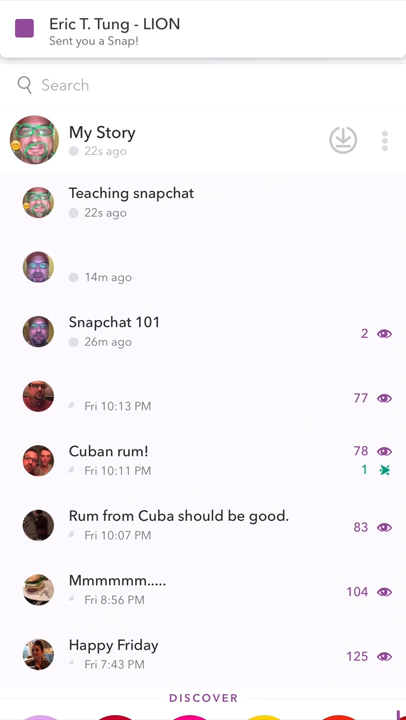 Eric T. Tung - LION
Sent you a Snap!
Search
My Story
22s ago
Teaching snapchat
22s ago
14m ago
Snapchat 101
26m ago
2
Fri 10:13 PM
77
Cuban rum!
Fri 10:11 PM
78
1
Rum from Cuba should be good.
Fri 10:07 PM
83
Mmmmmm.....
Fri 8:56 PM
104
Happy Friday
Fri 7:43 PM
125
DISCOVER